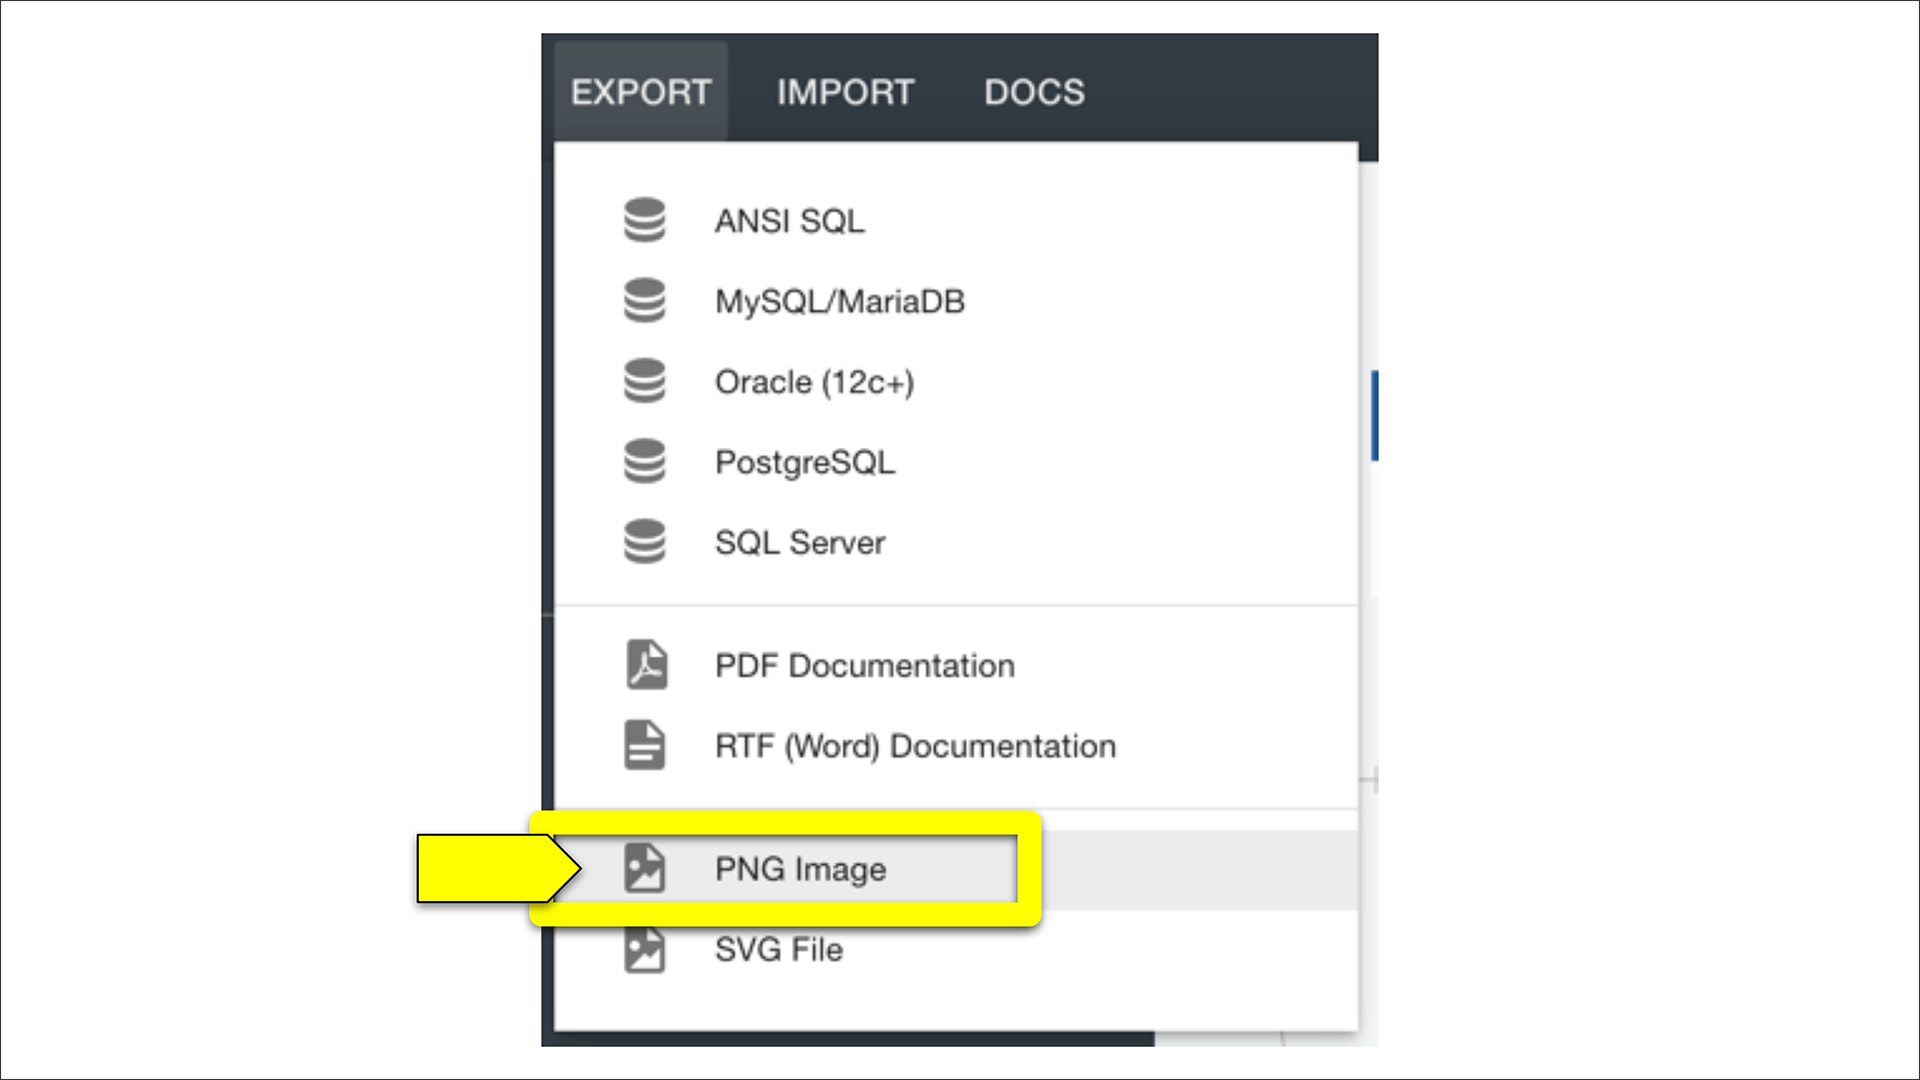 EXPORT IMPORT DOCS
ANSI SQL
MySQL/MariaDB
Oracle (12c+)
PostgreSQL
SQL Server
PDF Documentation
RTF (Word) Documentation
PNG Image
SVG File